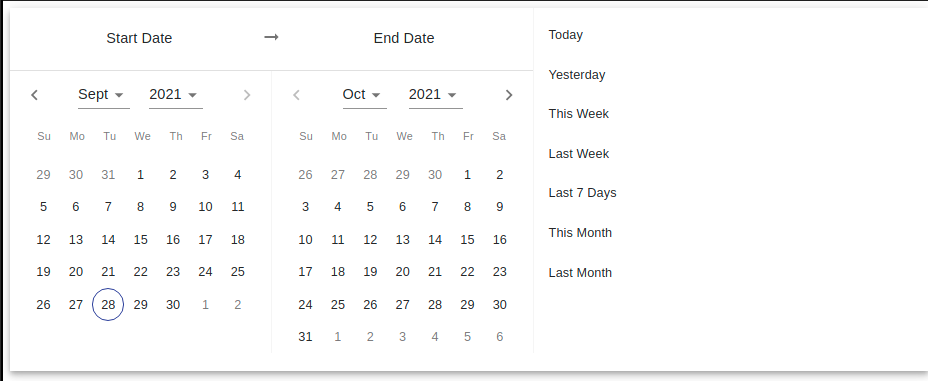 Start Date → End Date
Sept 2021 Oct 2021
Su Mo Tu We Th Fr Sa Su Mo Tu We Th Fr Sa
29 30 31 1 2 3 4 26 27 28 29 30 1 2
5 6 7 8 9 10 11 3 4 5 6 7 8 9
12 13 14 15 16 17 18 10 11 12 13 14 15 16
19 20 21 22 23 24 25 17 18 19 20 21 22 23
26 27 28 29 30 1 2 24 25 26 27 28 29 30
31 1 2 3 4 5 6
Today
Yesterday
This Week
Last Week
Last 7 Days
This Month
Last Month